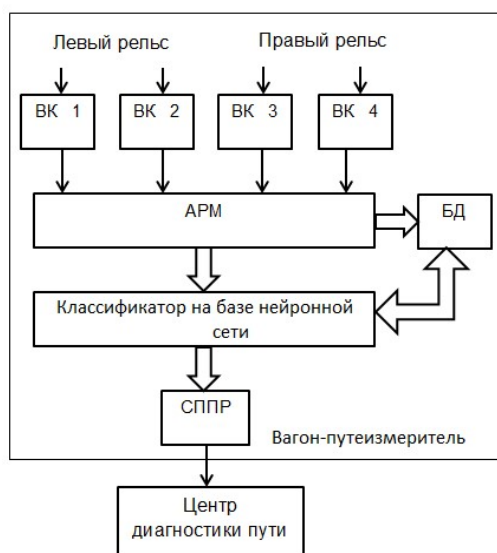 Левый рельс
Правый рельс
ВК 1
ВК 2
ВК 3
ВК 4
АРМ
БД
Классификатор на базе нейронной
сети
СППР
Вагон-путеизмеритель
Центр
диагностики пути